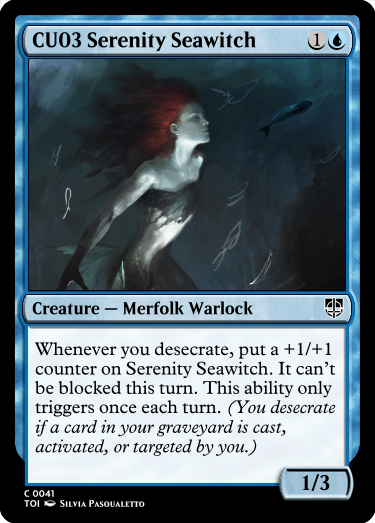 CU03 Serenity Seawitch 1
Creature — Merfolk Warlock
Whenever you desecrate, put a +1/+1
counter on Serenity Seawitch. It can't
be blocked this turn. This ability only
triggers once each turn. (You desecrate
if a card in your graveyard is cast,
activated, or targeted by you.)
1/3
C 0041
TOI Silvia Pasqualetto